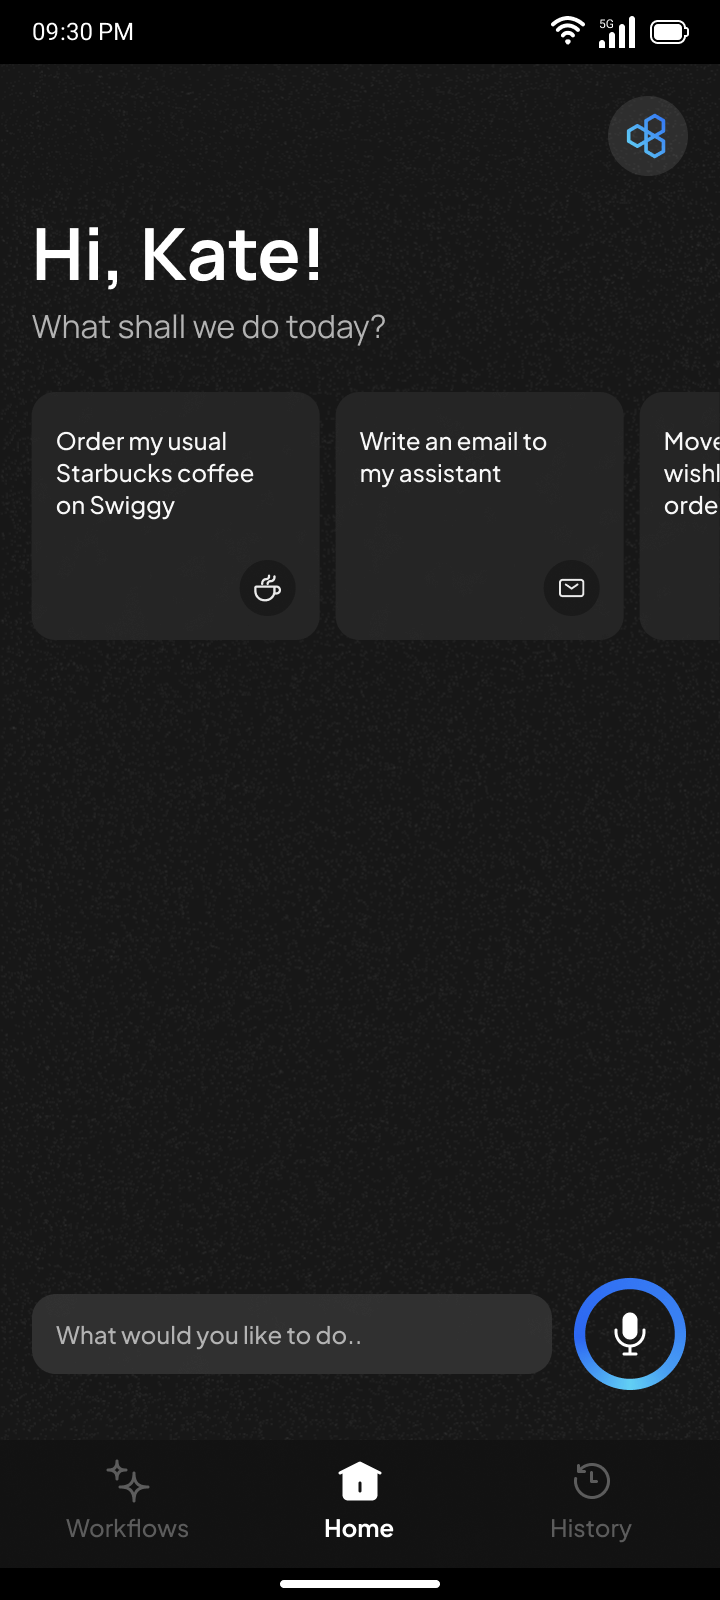 09:30 PM
5G
Hi, Kate!
What shall we do today?
Order my usual
Starbucks coffee
on Swiggy
Write an email to
my assistant
Move
wishl
orde
What would you like to do..
Workflows
Home
History